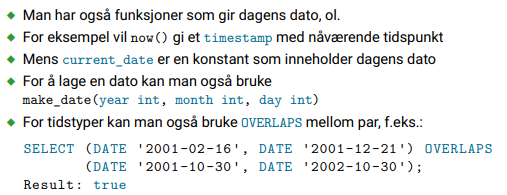 Man har også funksjoner som gir dagens dato, ol.
For eksempel vil now() gi et timestamp med nåværende tidspunkt
Mens current_date er en konstant som inneholder dagens dato
For å lage en dato kan man også bruke
make_date(year int, month int, day int)
For tidstyper kan man også bruke OVERLAPS mellom par, f.eks.:
SELECT (DATE '2001-02-16', DATE '2001-12-21') OVERLAPS
(DATE '2001-10-30', DATE '2002-10-30');
Result: true